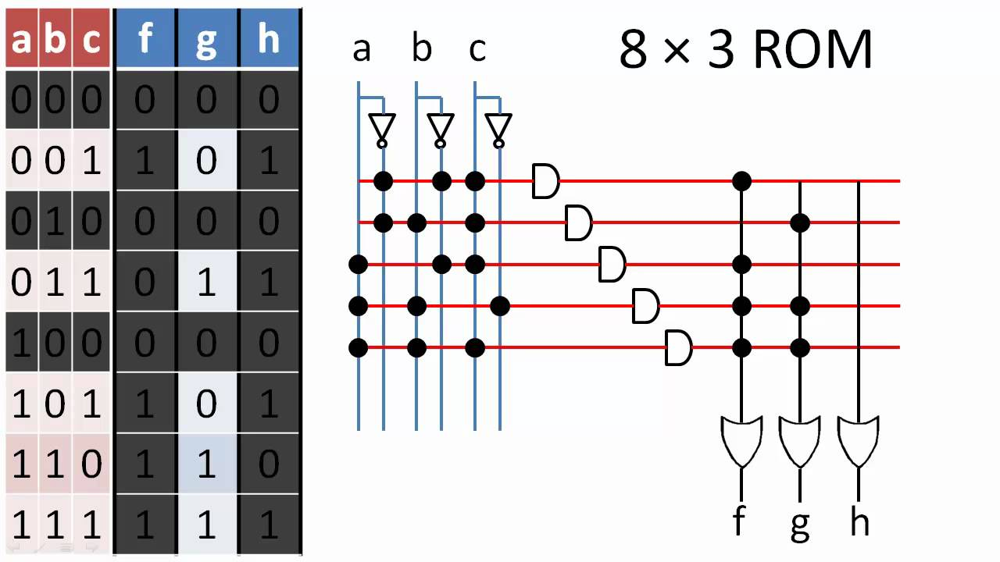 a b c f g h
0 0 0 0 0 0
0 0 1 1 0 1
0 1 0 0 0 0
0 1 1 0 1 1
1 0 0 0 0 0
1 0 1 1 0 1
1 1 0 1 1 0
1 1 1 1 1 1
8 × 3 ROM
a b c
f g h